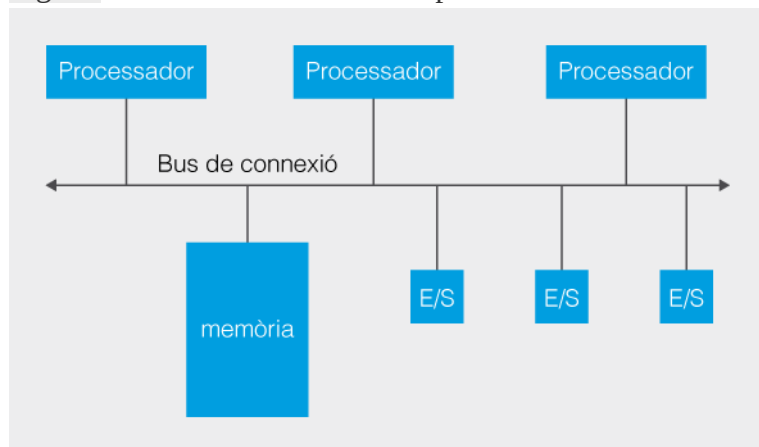 Processador
Processador
Processador
Bus de connexió
memòria
E/S
E/S
E/S